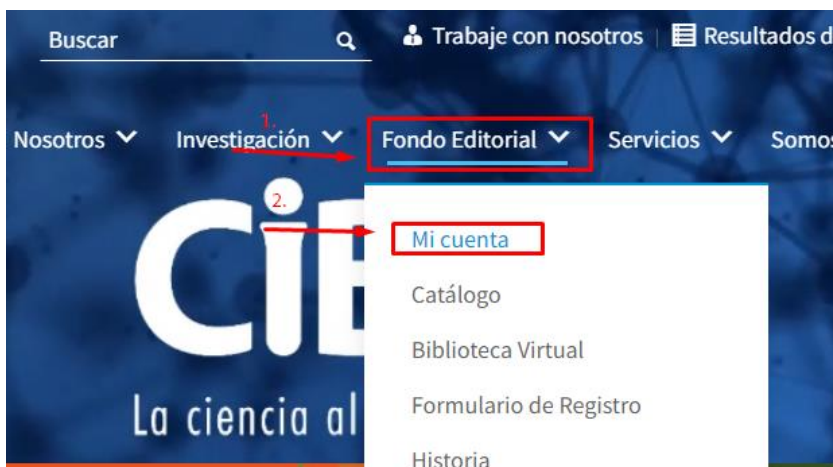 Buscar
Trabaje con nosotros
Resultados d
Nosotros
1.
Investigación
Fondo Editorial
Servicios
Somos
2.
Mi cuenta
Catálogo
Biblioteca Virtual
Formulario de Registro
Historia
La ciencia al